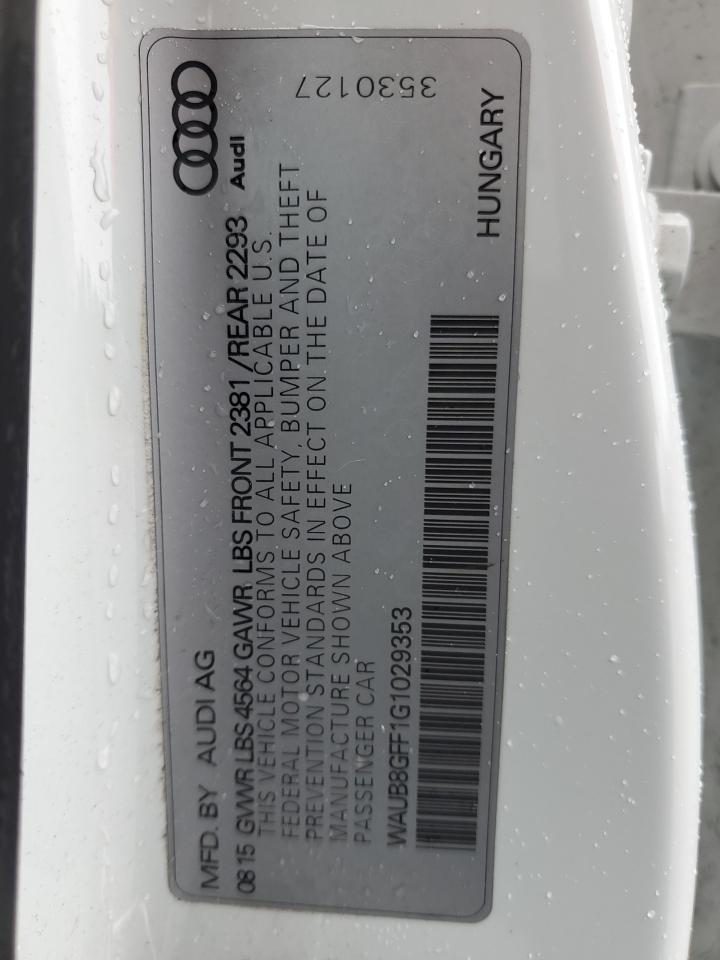 MFD. BY AUDI AG
Audi
08 15 GVWR LBS 4564 GAWR LBS FRONT 2381 /REAR 2293
THIS VEHICLE CONFORMS TO ALL APPLICABLE U.S.
FEDERAL MOTOR VEHICLE SAFETY, BUMPER AND THEFT
PREVENTION STANDARDS IN EFFECT ON THE DATE OF
MANUFACTURE SHOWN ABOVE
3530127
PASSENGER CAR
WAUB8GFF1G1029353
HUNGARY